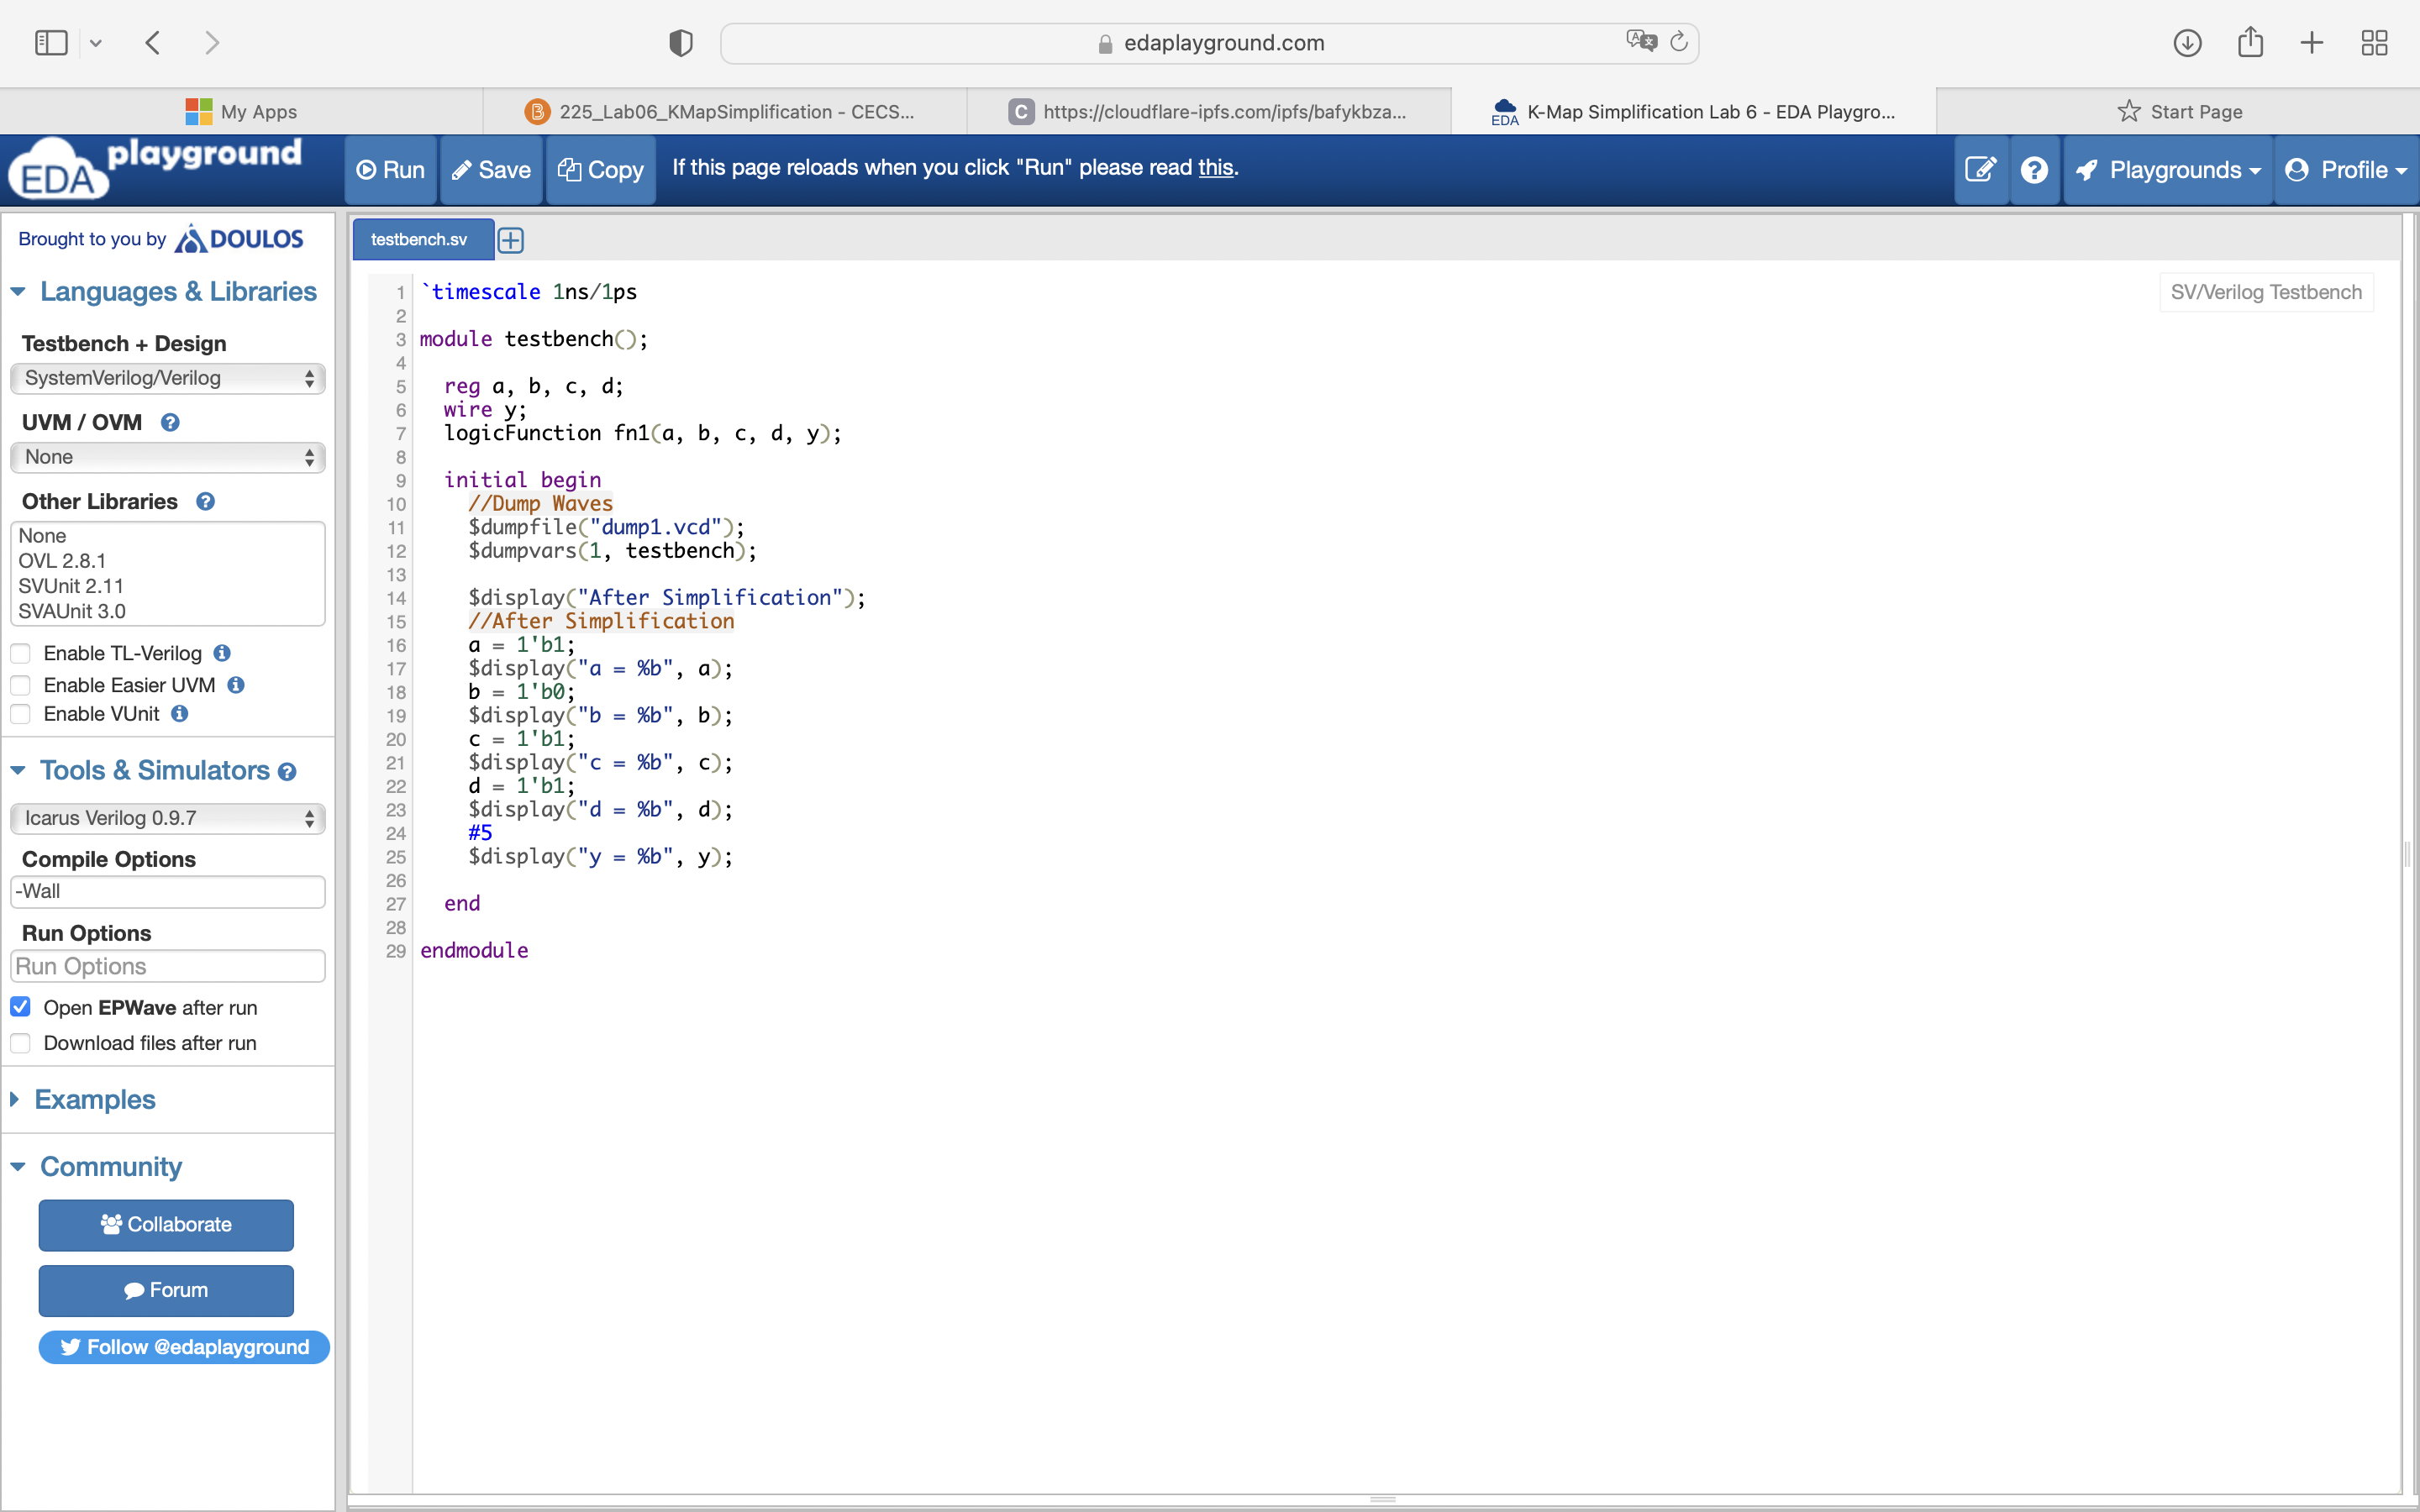 edaplayground.com
My Apps
225_Lab06_KMapSimplification - CECS...
C https://cloudflare-ipfs.com/ipfs/bafykbza...
EDA K-Map Simplification Lab 6 - EDA Playgro...
Start Page
EDA playground
Run
Save
Copy
If this page reloads when you click "Run" please read this.
Playgrounds
Profile
Brought to you by DOULOS
Languages & Libraries
Testbench + Design
SystemVerilog/Verilog
UVM / OVM
None
Other Libraries
None
OVL 2.8.1
SVUnit 2.11
SVAUnit 3.0
Enable TL-Verilog
Enable Easier UVM
Enable VUnit
Tools & Simulators
Icarus Verilog 0.9.7
Compile Options
-Wall
Run Options
Run Options
Open EPWave after run
Download files after run
Examples
Community
Collaborate
Forum
Follow @edaplayground
testbench.sv
SV/Verilog Testbench
1 `timescale 1ns/1ps
2
3 module testbench();
4
5 reg a, b, c, d;
6 wire y;
7 logicFunction fn1(a, b, c, d, y);
8
9 initial begin
10 //Dump Waves
11 $dumpfile("dump1.vcd");
12 $dumpvars(1, testbench);
13
14 $display("After Simplification");
15 //After Simplification
16 a = 1'b1;
17 $display("a = %b", a);
18 b = 1'b0;
19 $display("b = %b", b);
20 c = 1'b1;
21 $display("c = %b", c);
22 d = 1'b1;
23 $display("d = %b", d);
24 #5
25 $display("y = %b", y);
26
27 end
28
29 endmodule